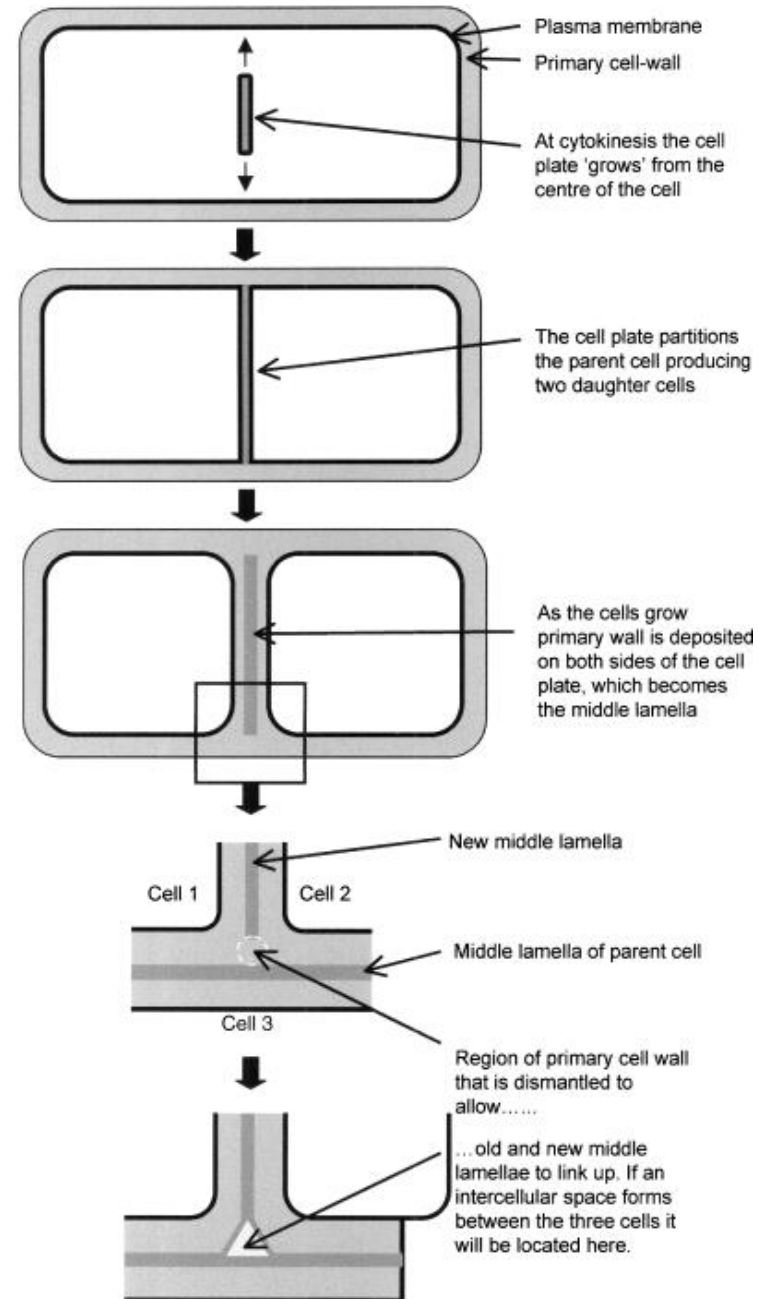 Plasma membrane
Primary cell-wall
At cytokinesis the cell
plate ‘grows’ from the
centre of the cell
The cell plate partitions
the parent cell producing
two daughter cells
As the cells grow
primary wall is deposited
on both sides of the cell
plate, which becomes
the middle lamella
New middle lamella
Cell 1
Cell 2
Middle lamella of parent cell
Cell 3
Region of primary cell wall
that is dismantled to
allow......
...old and new middle
lamellae to link up. If an
intercellular space forms
between the three cells it
will be located here.